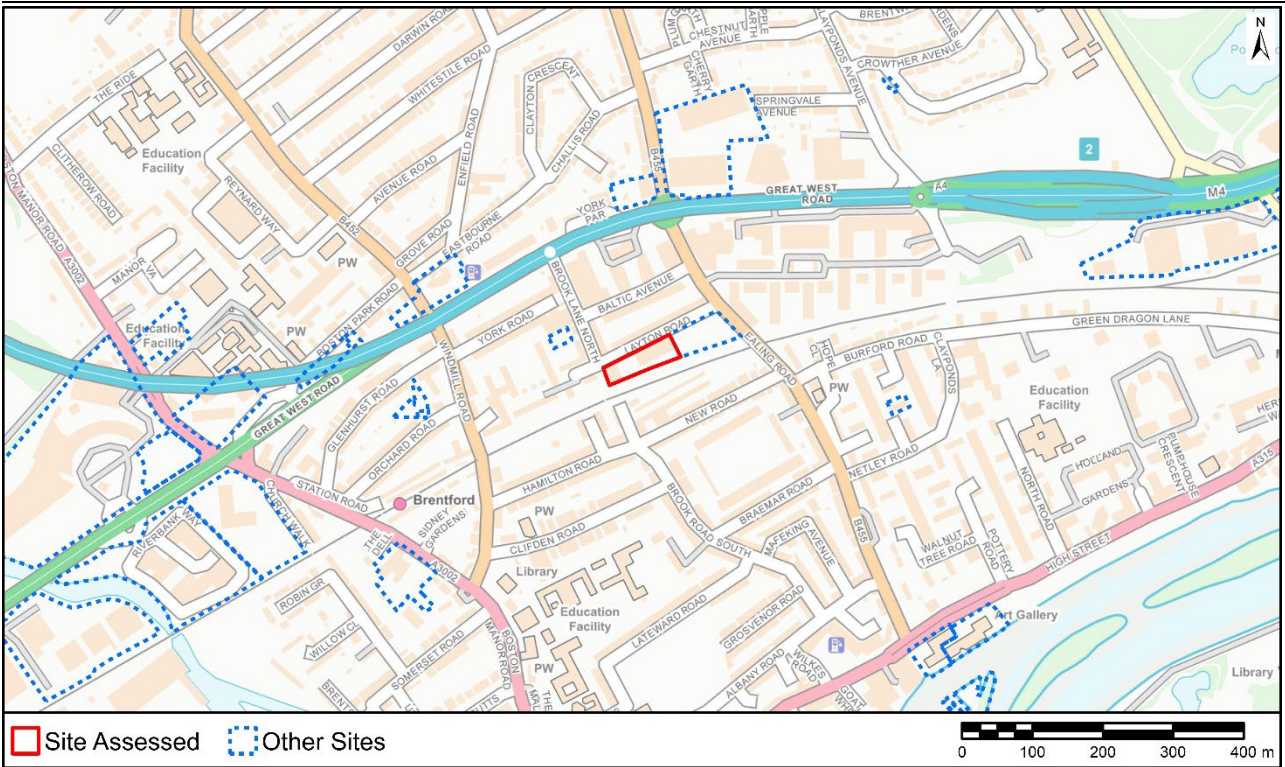 N
THE RIDE
DARWIN ROAD
WHITESTILE ROAD
CLITHEROW ROAD
Education
Facility
REYNARD WAY
AVENUE ROAD
ENFIELD ROAD
CLAYTON
CRESCENT
CHALLIS ROAD
CHESTNUT
AVENUE
CHERRY
GARTH
SPRINGVALE
AVENUE
CLAYPONDS AVENUE
CROWTHER AVENUE
B455
GREAT WEST
ROAD
A4
2
M4
YORK
PAR
GROVE ROAD
EASTBOURNE
ROAD
B452
PW
MANOR
VA
A3002
Education
Facility
PW
BOSTON PARK ROAD
YORK ROAD
BROOK LANE NORTH
BALTIC AVENUE
LAYTON ROAD
EALING ROAD
GREEN DRAGON LANE
BURFORD ROAD
CLAYPONDS
LA
PW
NEW ROAD
WINDMILL ROAD
GREAT WEST ROAD
GLENHURST ROAD
ORCHARD ROAD
STATION ROAD
Brentford
HAMILTON ROAD
PW
CLIFDEN ROAD
BROOK ROAD SOUTH
BRAEMAR ROAD
NETLEY ROAD
MAFEKING
AVENUE
Education
Facility
HOLLAND
GARDENS
PUMP HOUSE
CRESCENT
A315
NORTH ROAD
WALNUT
TREE ROAD
POTTERY
ROAD
HIGH STREET
B455
CHURCH WALK
RIVERBANK
WAY
THE
DELL
SIDNEY
GARDENS
A3002
Library
Education
Facility
ROBIN GR
WILLOW CL
SOMERSET ROAD
BOSTON
MANOR ROAD
PW
LATEWARD ROAD
GROSVENOR ROAD
ALBANY ROAD
WILKES
ROAD
Art Gallery
Library
Site Assessed
Other Sites
0 100 200 300 400 m